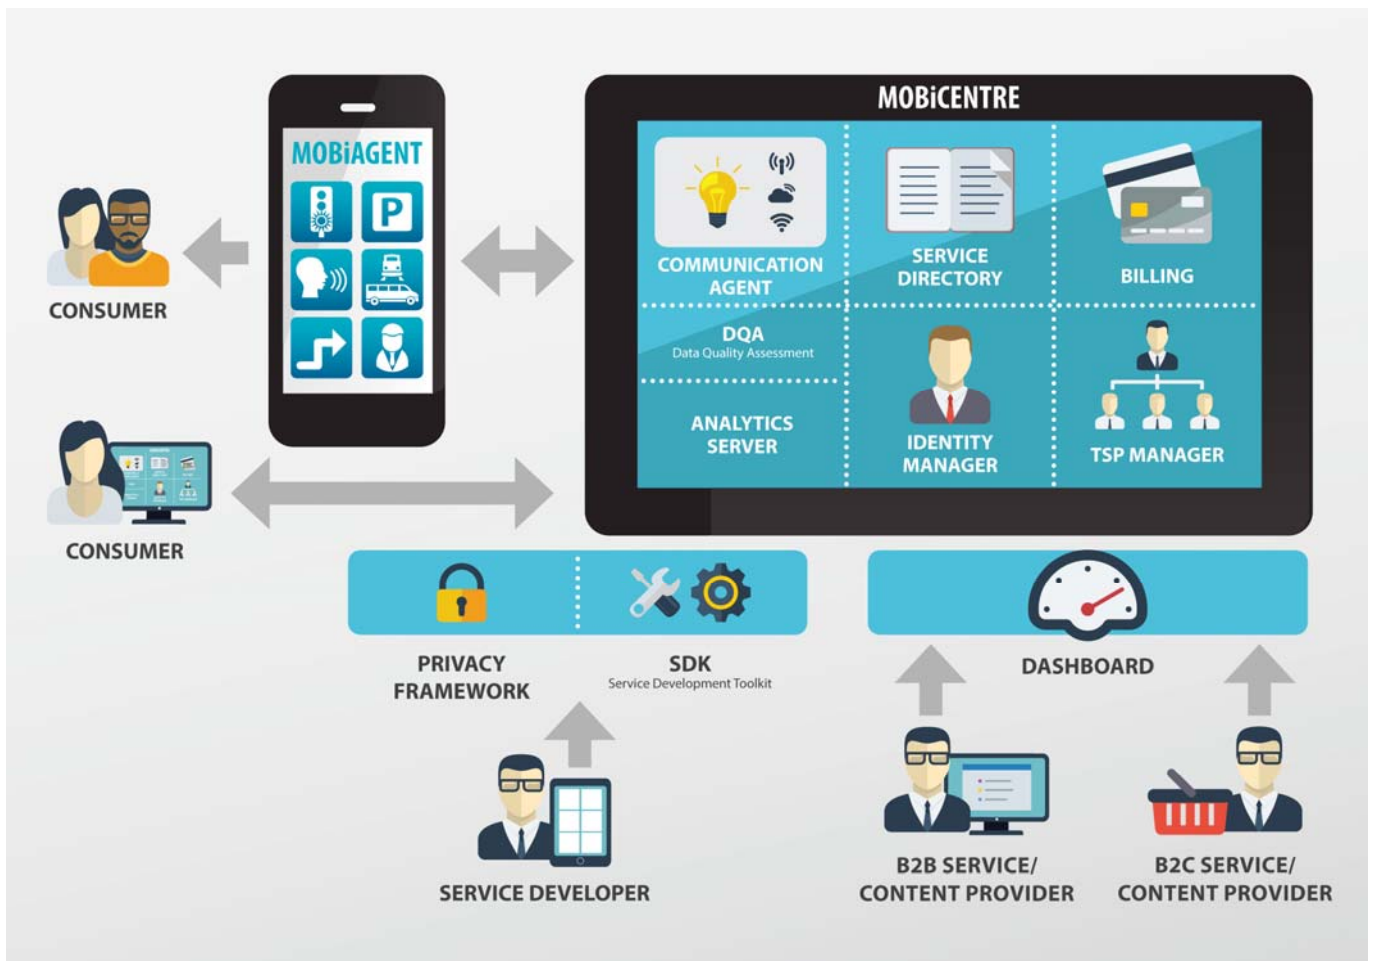 MOBiCENTRE
MOBiAGENT
P
CONSUMER
COMMUNICATION
AGENT
SERVICE
DIRECTORY
BILLING
DQA
Data Quality Assessment
ANALYTICS
SERVER
IDENTITY
MANAGER
TSP MANAGER
CONSUMER
PRIVACY
FRAMEWORK
SDK
Service Development Toolkit
DASHBOARD
SERVICE DEVELOPER
B2B SERVICE/
CONTENT PROVIDER
B2C SERVICE/
CONTENT PROVIDER